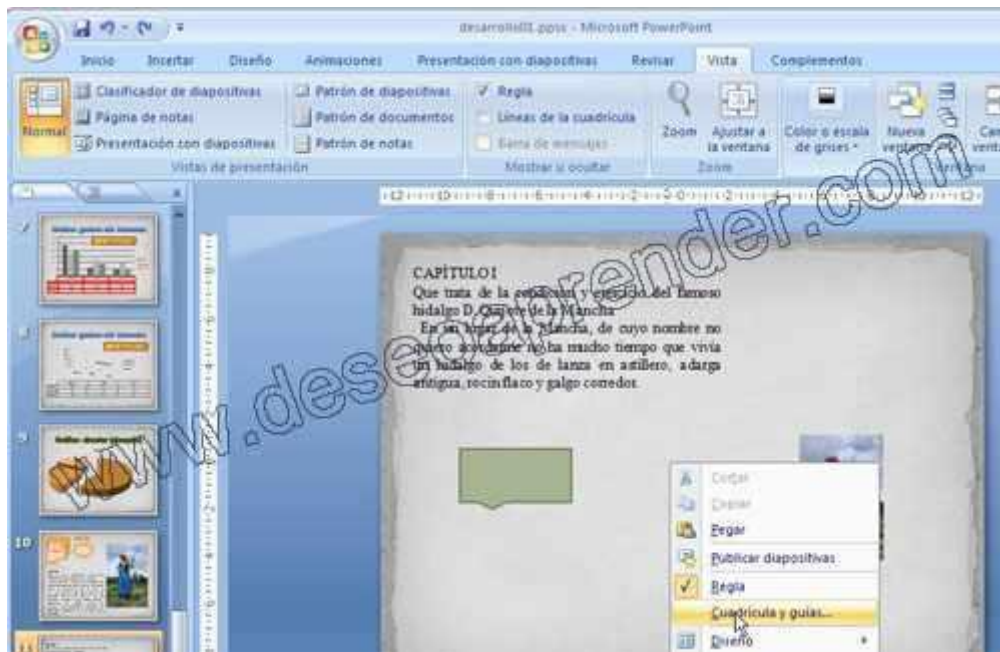 desarrollo01.ppsx - Microsoft PowerPoint
Inicio Insertar Diseño Animaciones Presentación con diapositivas Revisar Vista Complementos
Normal
Clasificador de diapositivas
Página de notas
Presentación con diapositivas
Patrón de diapositivas
Patrón de documentos
Patrón de notas
Vistas de presentación
Regla
Líneas de la cuadrícula
Barra de mensajes
Mostrar u ocultar
Zoom
Ajustar a
la ventana
Zoom
Color o escala
de grises
Nueva
ventana
CAPÍTULO I
Que trata de la condición y ejercicio del famoso
hidalgo D. Quijote de la Mancha
En un lugar de la Mancha, de cuyo nombre no
quiero acordarme no ha mucho tiempo que vivía
un hidalgo de los de lanza en astillero, adarga
antigua, rocín flaco y galgo corredor.
10
11
Cortar
Copiar
Pegar
Publicar diapositivas
Regla
Cuadrícula y guías...
Diseño
www.deseoaprender.com